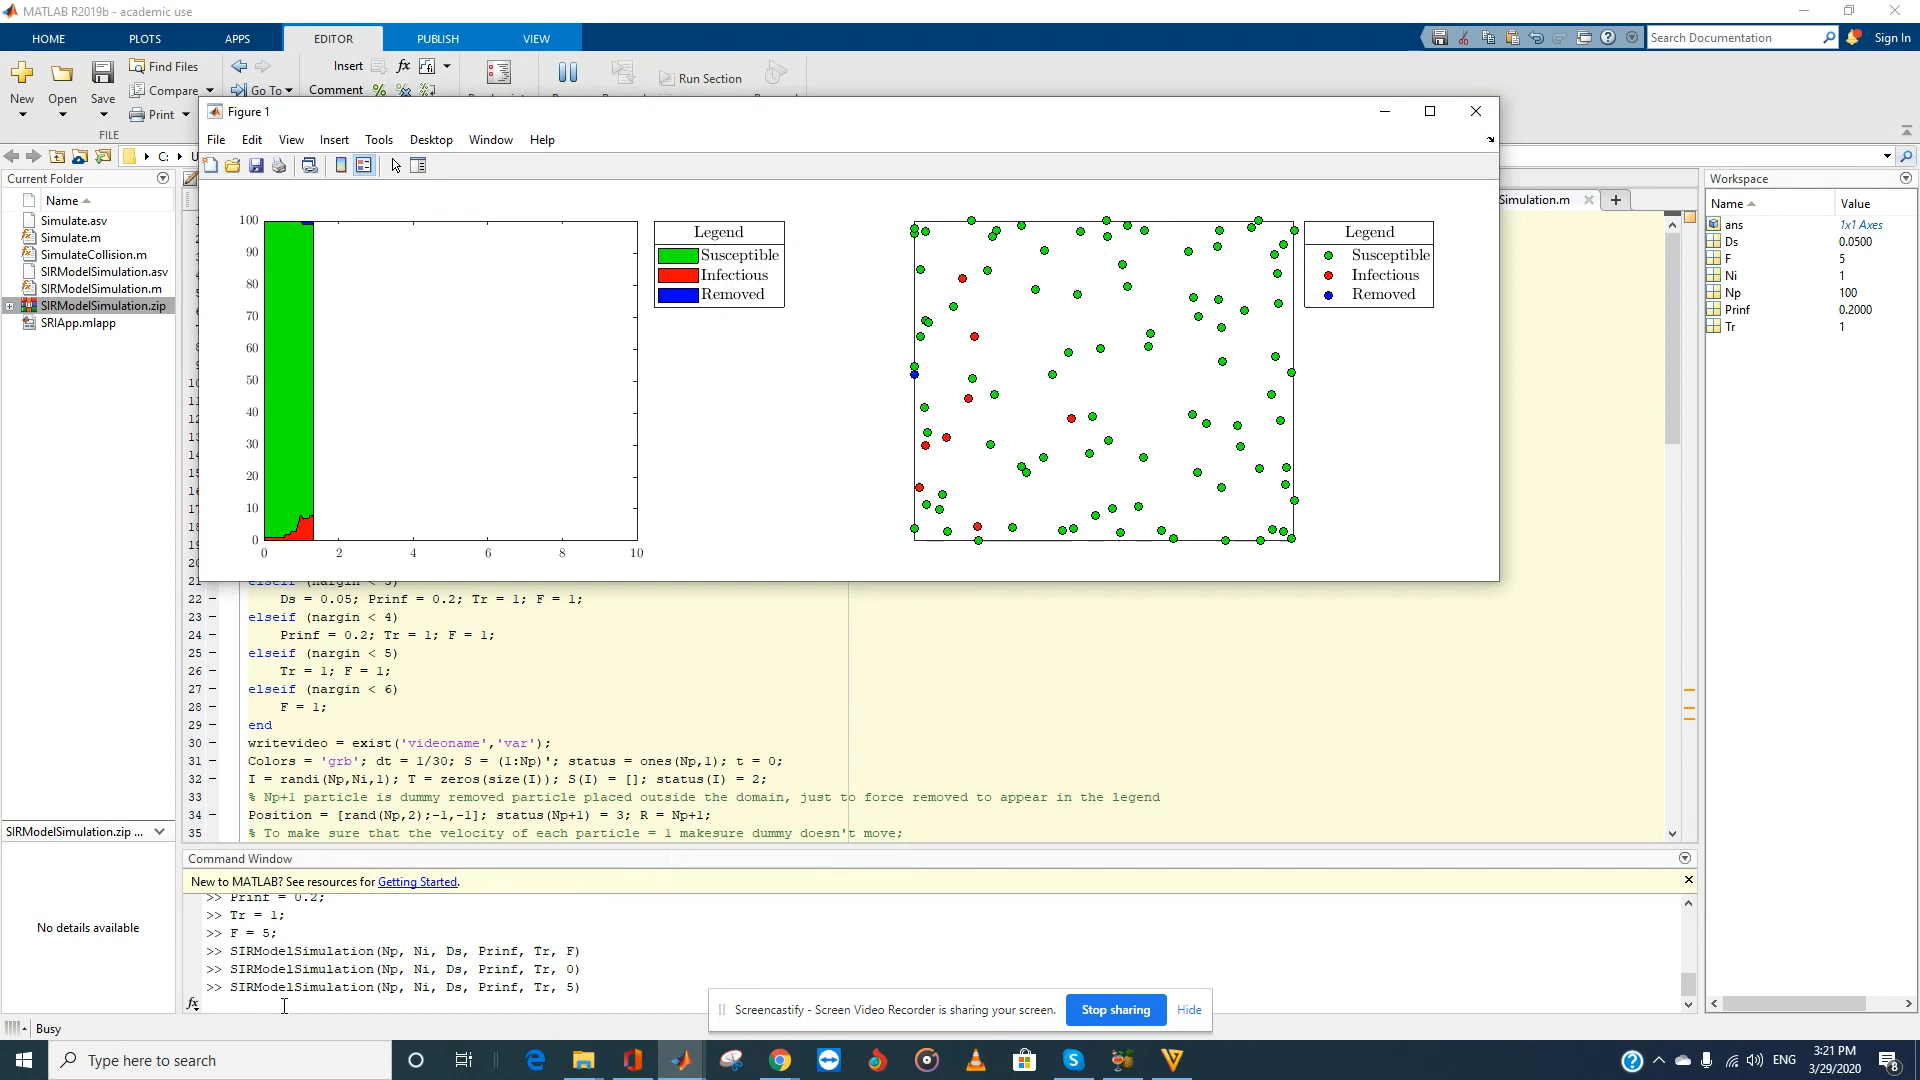 MATLAB R2019b - academic use
HOME PLOTS APPS EDITOR PUBLISH VIEW
Search Documentation
Sign In
New Open Save
Find Files
Compare
Print
FILE
Insert fx
Comment
Go To
Run Section
Figure 1
File Edit View Insert Tools Desktop Window Help
C:
Current Folder
Name
Simulate.asv
Simulate.m
SimulateCollision.m
SIRModelSimulation.asv
SIRModelSimulation.m
SIRModelSimulation.zip
SRIApp.mlapp
SIRModelSimulation.zip ...
No details available
100
90
80
70
60
50
40
30
20
10
0
0 2 4 6 8 10
Legend
Susceptible
Infectious
Removed
Legend
Susceptible
Infectious
Removed
Simulation.m
Workspace
Name Value
ans 1x1 Axes
Ds 0.0500
F 5
Ni 1
Np 100
Prinf 0.2000
Tr 1
21 elseif (nargin < 3)
22 - Ds = 0.05; Prinf = 0.2; Tr = 1; F = 1;
23 - elseif (nargin < 4)
24 - Prinf = 0.2; Tr = 1; F = 1;
25 - elseif (nargin < 5)
26 - Tr = 1; F = 1;
27 - elseif (nargin < 6)
28 - F = 1;
29 - end
30 - writevideo = exist('videoname','var');
31 - Colors = 'grb'; dt = 1/30; S = (1:Np)'; status = ones(Np,1); t = 0;
32 - I = randi(Np,Ni,1); T = zeros(size(I)); S(I) = []; status(I) = 2;
33 % Np+1 particle is dummy removed particle placed outside the domain, just to force removed to appear in the legend
34 - Position = [rand(Np,2);-1,-1]; status(Np+1) = 3; R = Np+1;
35 % To make sure that the velocity of each particle = 1 makesure dummy doesn't move;
Command Window
New to MATLAB? See resources for Getting Started.
>> Prinf = 0.2;
>> Tr = 1;
>> F = 5;
>> SIRModelSimulation(Np, Ni, Ds, Prinf, Tr, F)
>> SIRModelSimulation(Np, Ni, Ds, Prinf, Tr, 0)
>> SIRModelSimulation(Np, Ni, Ds, Prinf, Tr, 5)
fx
Screencastify - Screen Video Recorder is sharing your screen. Stop sharing Hide
Busy
Type here to search
ENG
3:21 PM
3/29/2020
8